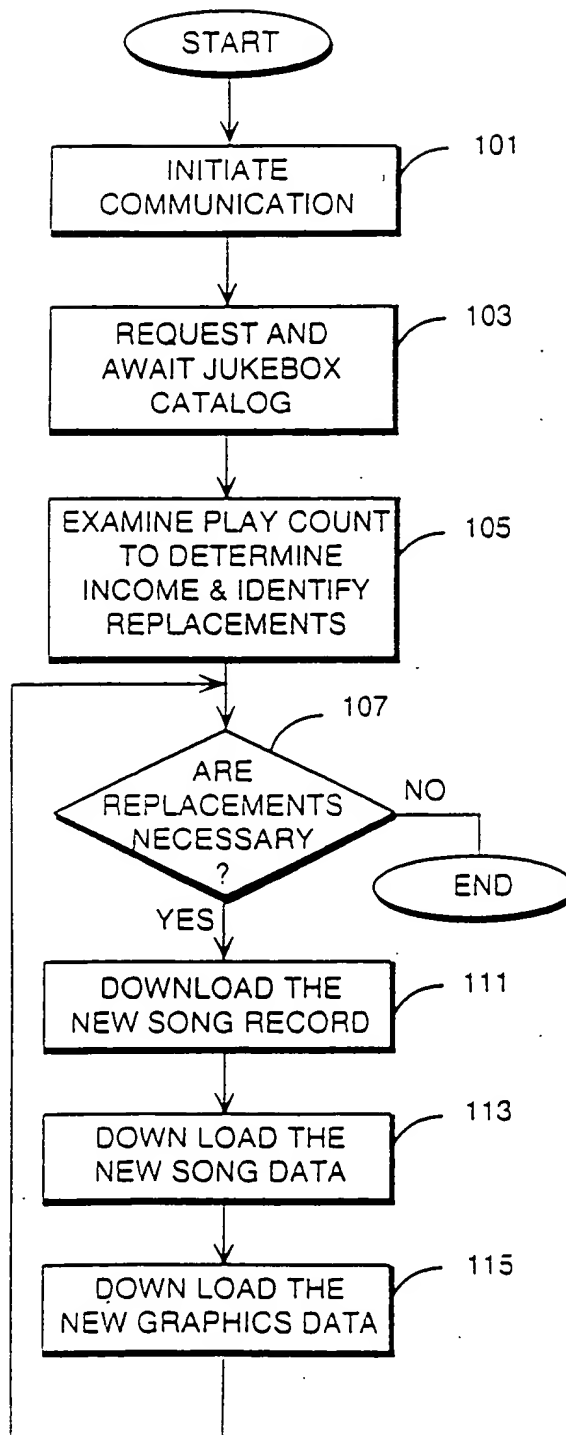 START
101
INITIATE
COMMUNICATION
103
REQUEST AND
AWAIT JUKEBOX
CATALOG
105
EXAMINE PLAY COUNT
TO DETERMINE
INCOME & IDENTIFY
REPLACEMENTS
107
ARE
REPLACEMENTS
NECESSARY
?
NO
END
YES
111
DOWNLOAD THE
NEW SONG RECORD
113
DOWN LOAD THE
NEW SONG DATA
115
DOWN LOAD THE
NEW GRAPHICS DATA